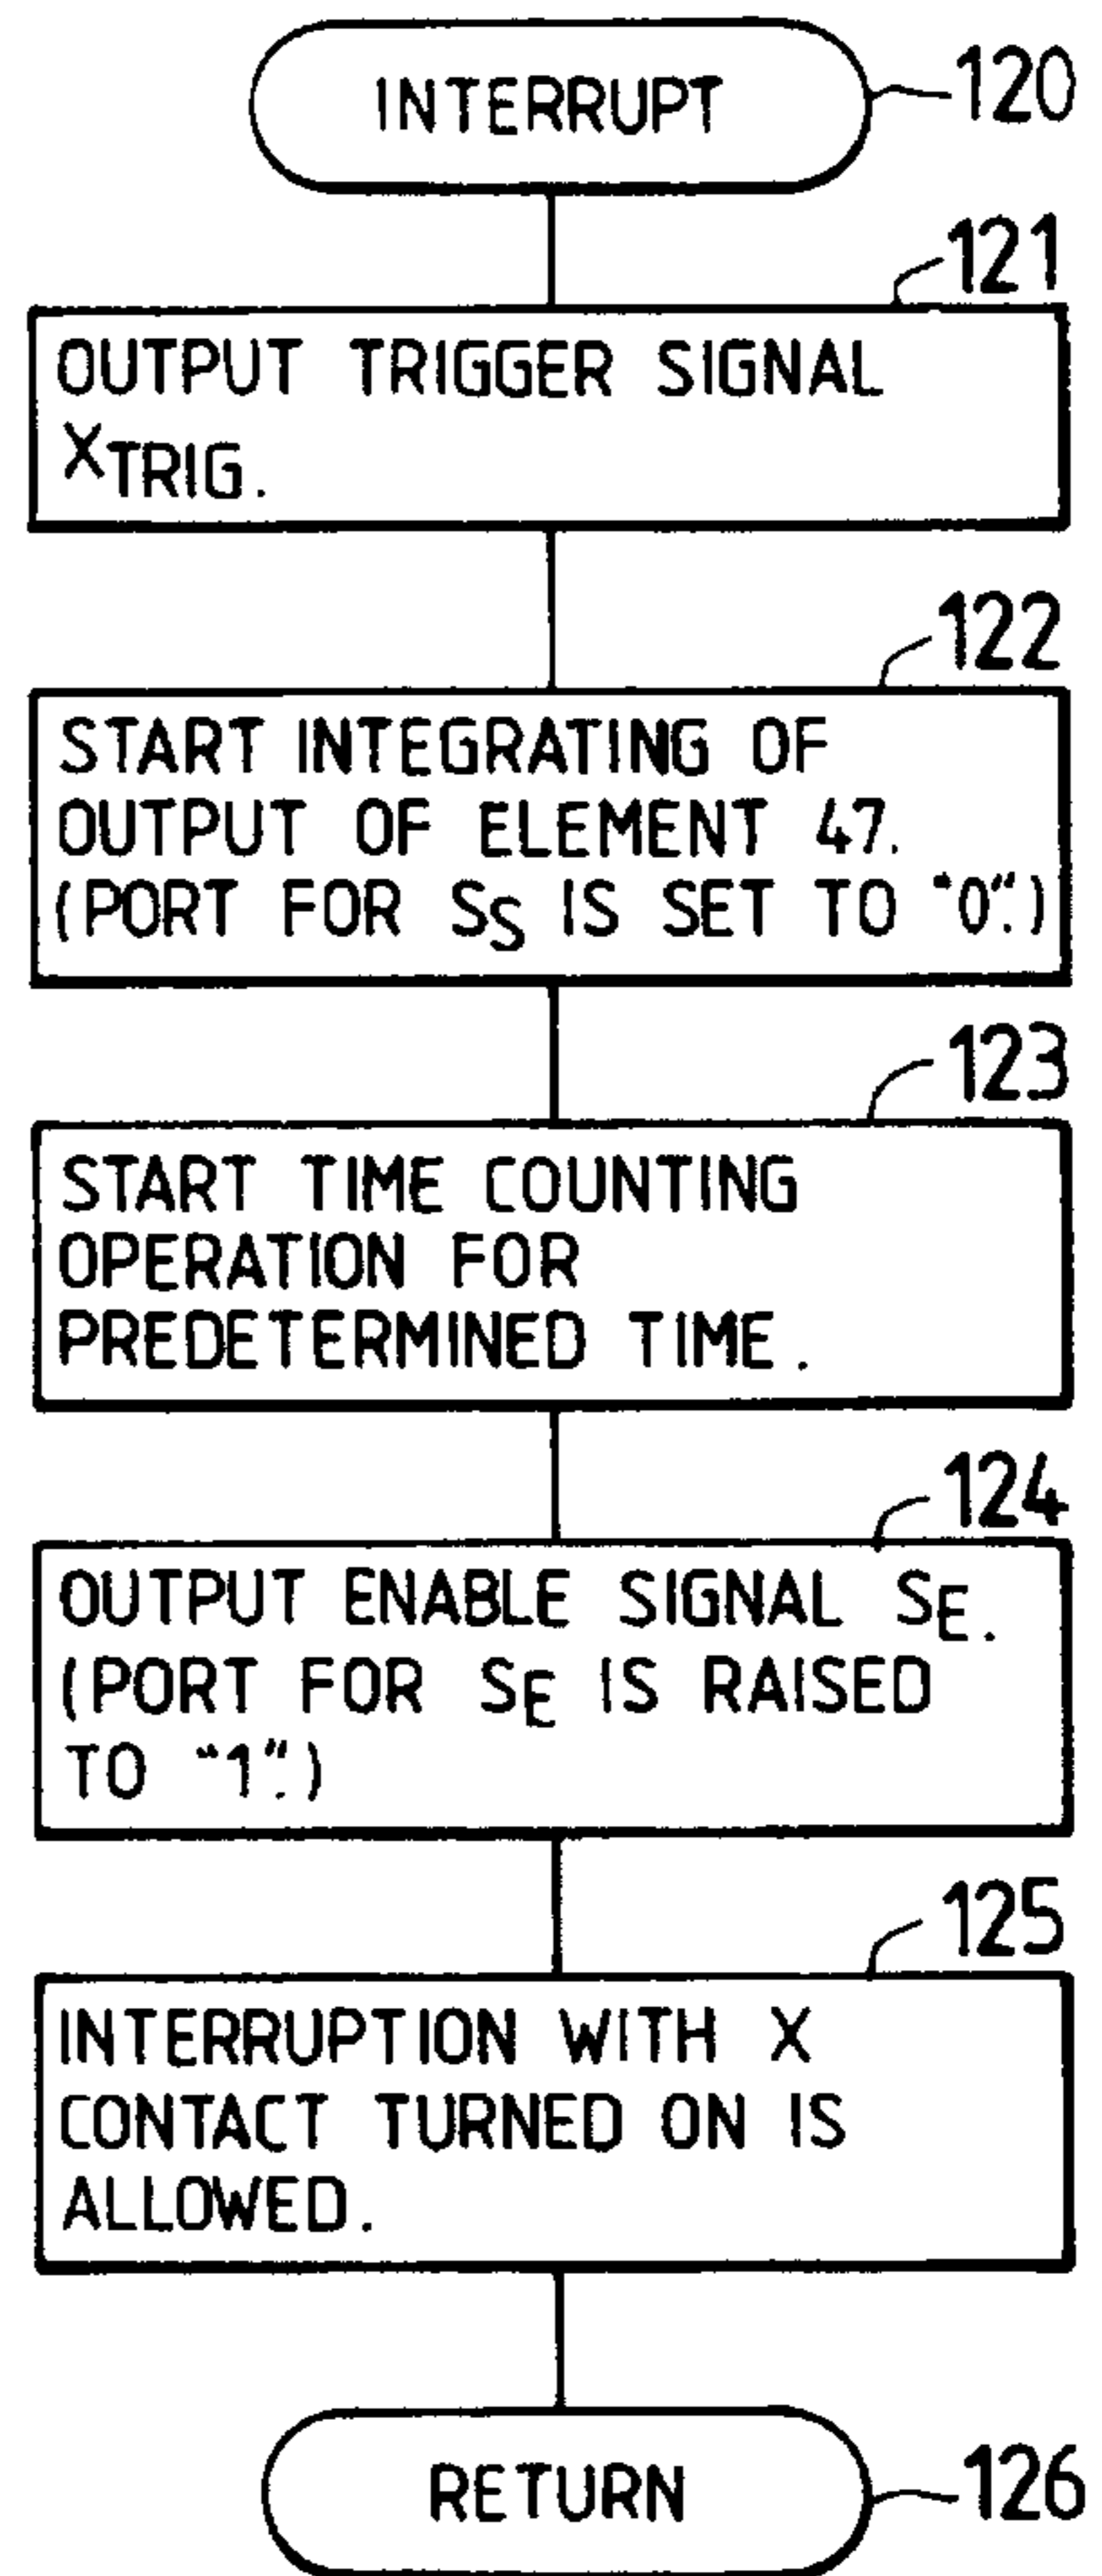 INTERRUPT
120
121
OUTPUT TRIGGER SIGNAL
XTRIG.
122
START INTEGRATING OF
OUTPUT OF ELEMENT 47.
(PORT FOR SS IS SET TO "0".)
123
START TIME COUNTING
OPERATION FOR
PREDETERMINED TIME.
124
OUTPUT ENABLE SIGNAL SE.
(PORT FOR SE IS RAISED
TO "1".)
125
INTERRUPTION WITH X
CONTACT TURNED ON IS
ALLOWED.
RETURN
126